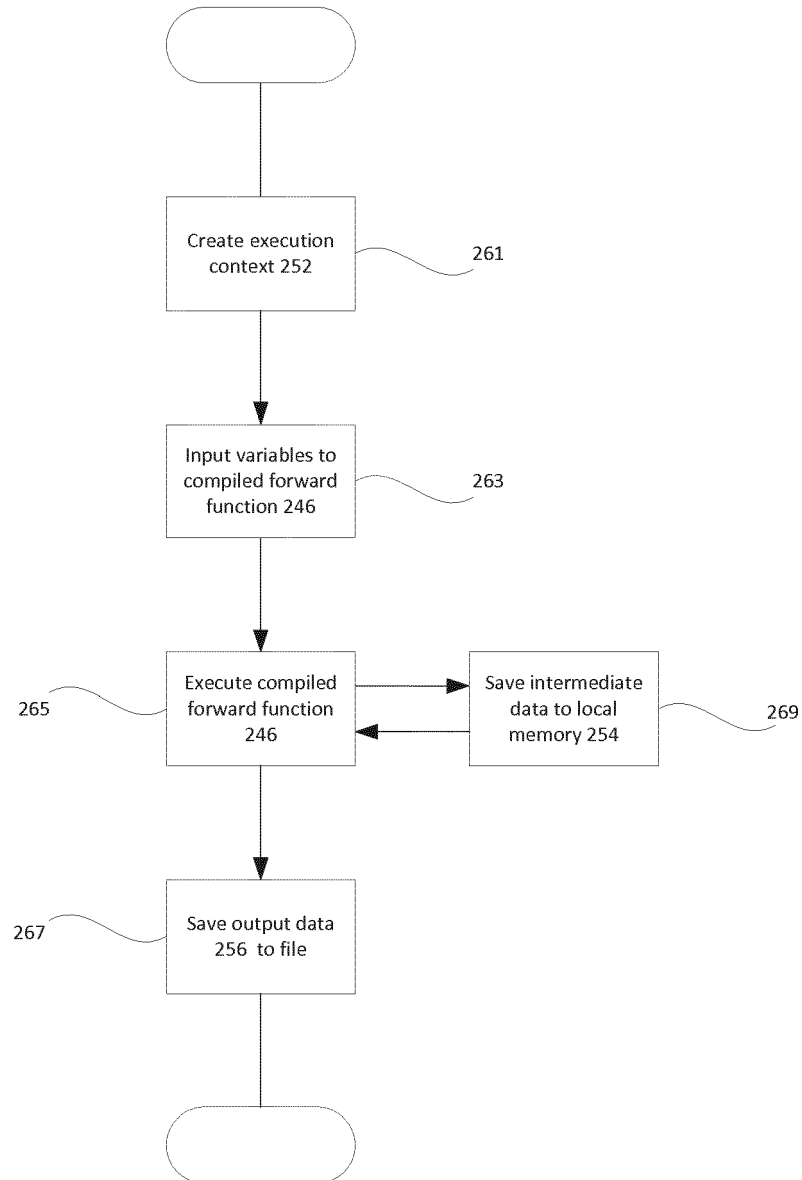 Create execution
context 252
261
Input variables to
compiled forward
function 246
263
Execute compiled
forward function
246
265
Save intermediate
data to local
memory 254
269
Save output data
256 to file
267